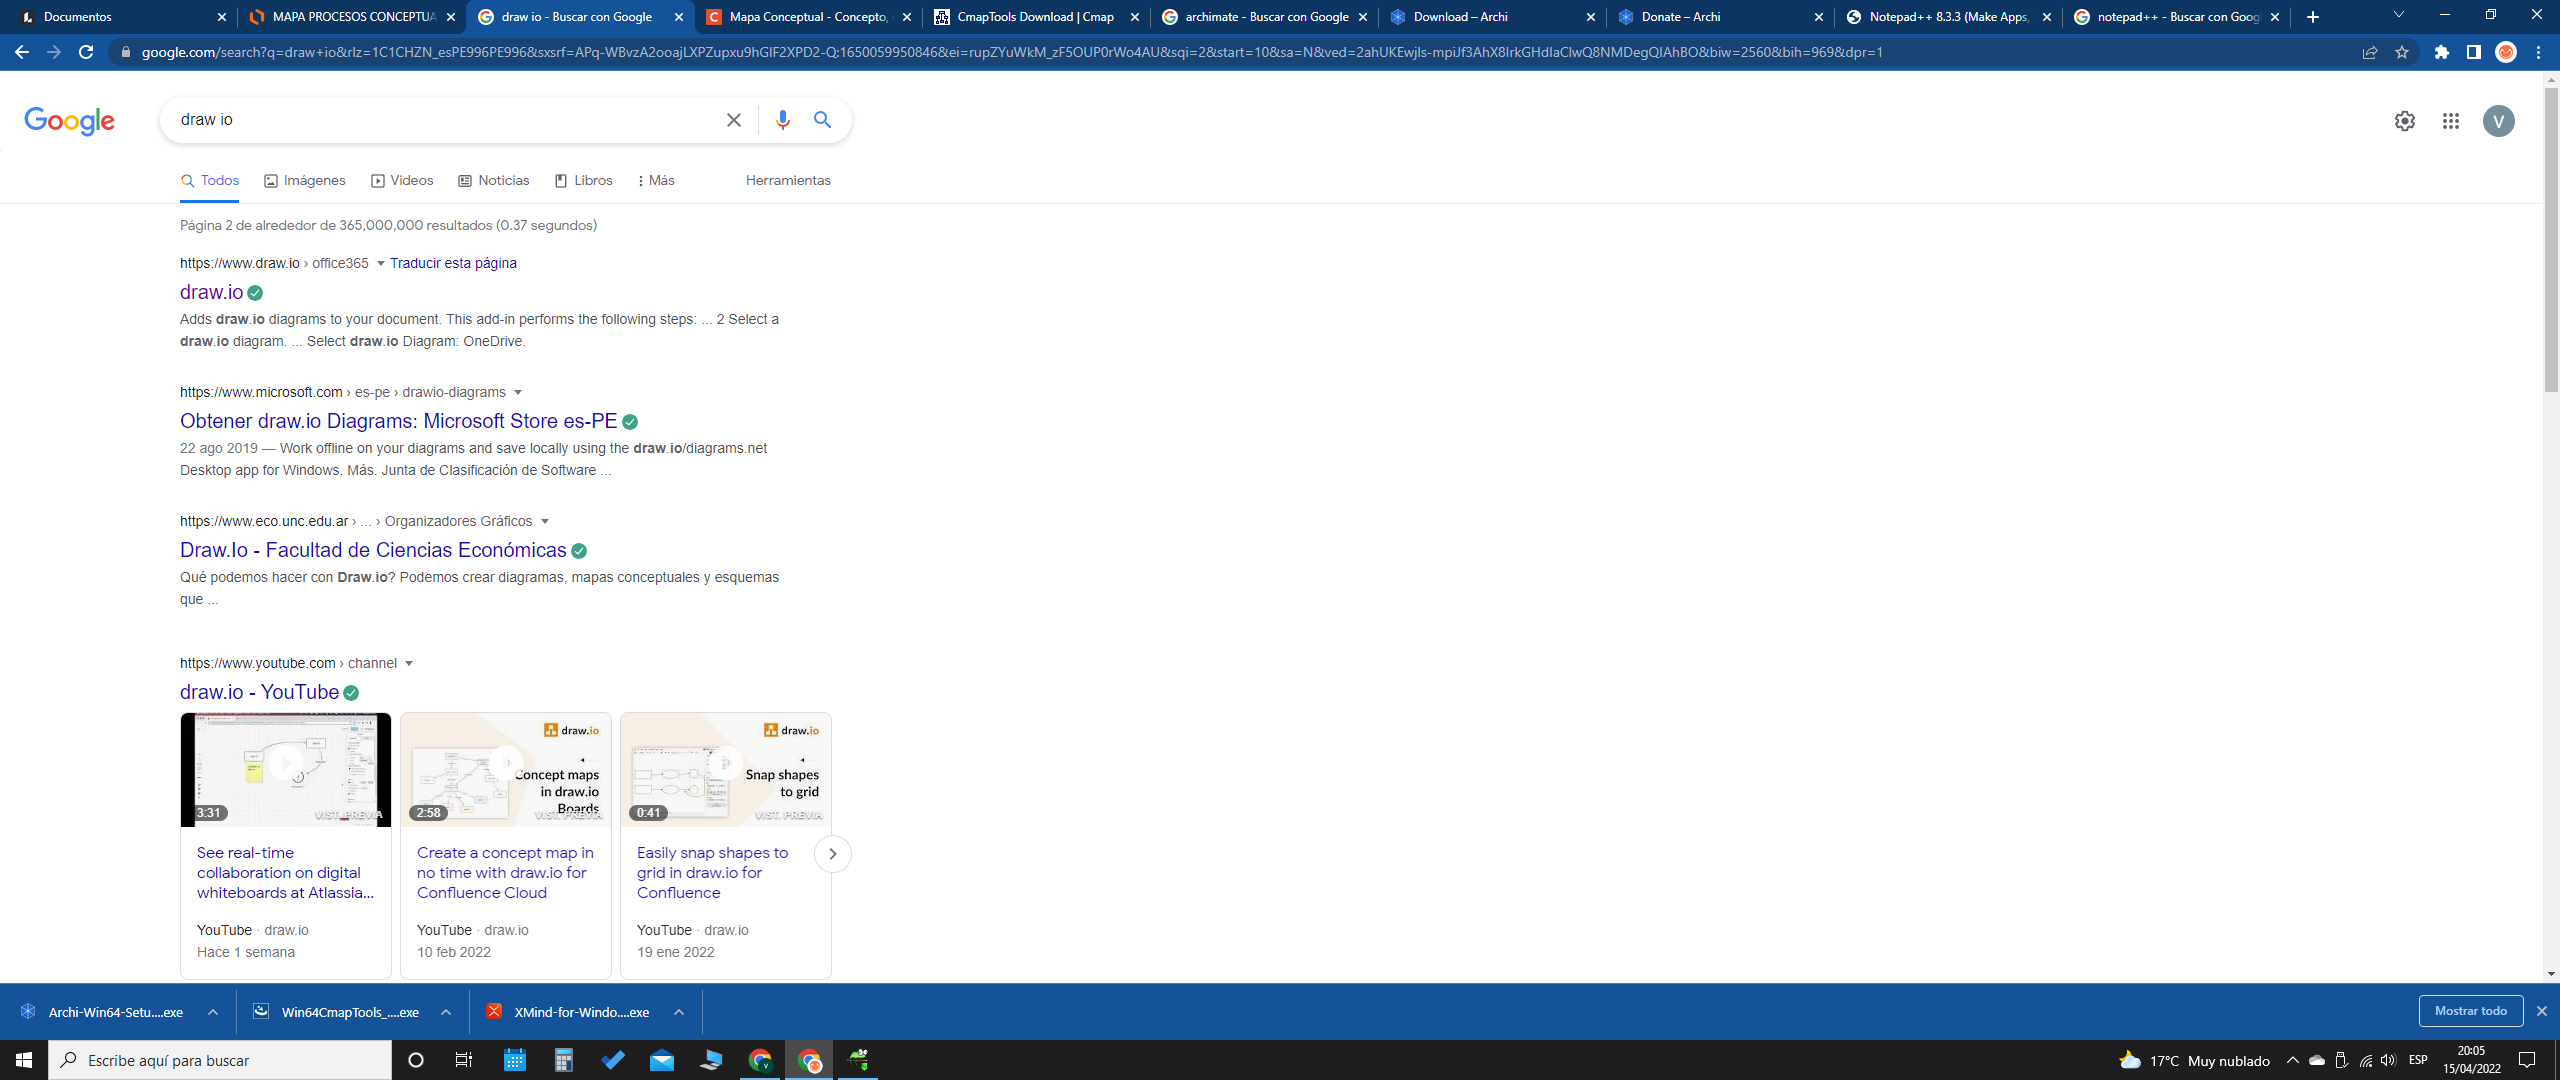 Documentos
MAPA PROCESOS CONCEPTUA
draw io - Buscar con Google
Mapa Conceptual - Concepto,
CmapTools Download | Cmap
archimate - Buscar con Google
Download – Archi
Donate – Archi
Notepad++ 8.3.3 (Make Apps,
notepad++ - Buscar con Goog
google.com/search?q=draw+io&rlz=1C1CHZN_esPE996PE996&sxsrf=APq-WBvzA2ooajLXPZupxu9hGIF2XPD2-Q:1650059950846&ei=rupZYuWkM_zF5OUP0rWo4AU&sqi=2&start=10&sa=N&ved=2ahUKEwjls-mpiJf3AhX8IrkGHdIaClwQ8NMDegQIAhBO&biw=2560&bih=969&dpr=1
Google
draw io
V
Todos
Imágenes
Videos
Noticias
Libros
Más
Herramientas
Página 2 de alrededor de 365,000,000 resultados (0.37 segundos)
https://www.draw.io › office365 Traducir esta página
draw.io
Adds draw.io diagrams to your document. This add-in performs the following steps: ... 2 Select a
draw.io diagram. ... Select draw.io Diagram: OneDrive.
https://www.microsoft.com › es-pe › drawio-diagrams
Obtener draw.io Diagrams: Microsoft Store es-PE
22 ago 2019 — Work offline on your diagrams and save locally using the draw.io/diagrams.net
Desktop app for Windows. Más. Junta de Clasificación de Software ...
https://www.eco.unc.edu.ar › ... › Organizadores Gráficos
Draw.Io - Facultad de Ciencias Económicas
Qué podemos hacer con Draw.io? Podemos crear diagramas, mapas conceptuales y esquemas
que ...
https://www.youtube.com › channel
draw.io - YouTube
3:31
VIST. PREVIA
See real-time
collaboration on digital
whiteboards at Atlassia...
YouTube · draw.io
Hace 1 semana
draw.io
Concept maps
in draw.io
Boards
2:58
VIST. PREVIA
Create a concept map in
no time with draw.io for
Confluence Cloud
YouTube · draw.io
10 feb 2022
draw.io
Snap shapes
to grid
0:41
VIST. PREVIA
Easily snap shapes to
grid in draw.io for
Confluence
YouTube · draw.io
19 ene 2022
Archi-Win64-Setu....exe
Win64CmapTools_....exe
XMind-for-Windo....exe
Mostrar todo
Escribe aquí para buscar
17°C Muy nublado
ESP
20:05
15/04/2022